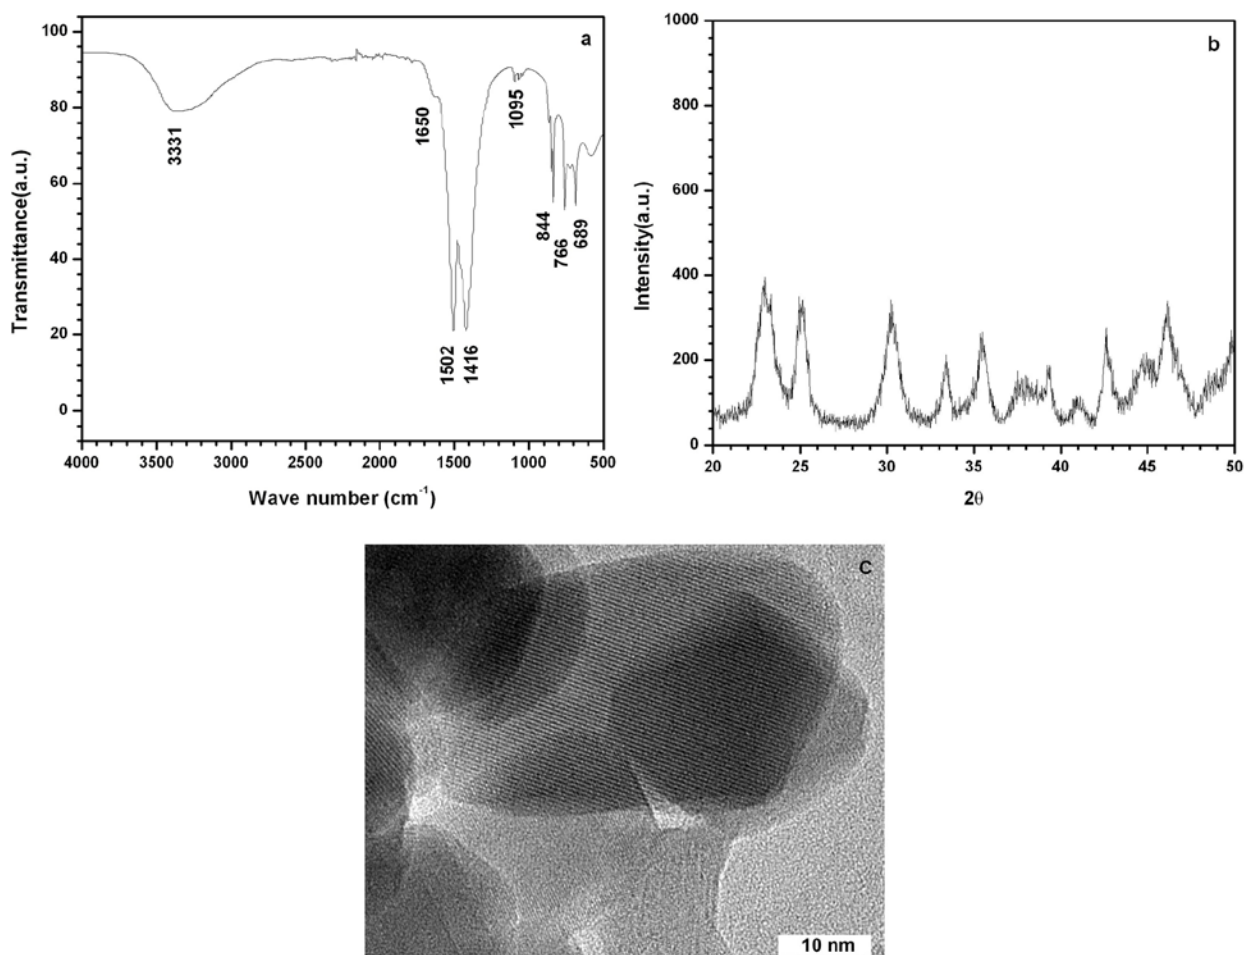 a
Transmittance(a.u.)
100
80
60
40
20
0
3331
1650
1502
1416
1095
844
766
689
4000 3500 3000 2500 2000 1500 1000 500
Wave number (cm⁻¹)
b
Intensity(a.u.)
1000
800
600
400
200
0
20 25 30 35 40 45 50
2θ
c
10 nm